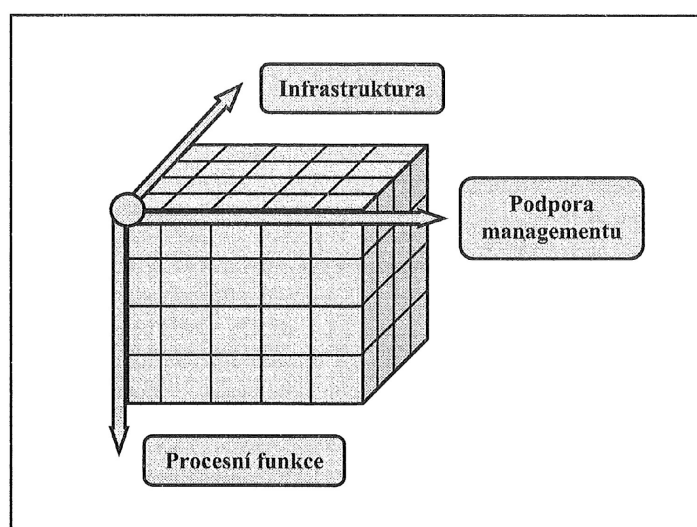 Infrastruktura
Podpora
managementu
Procesní funkce